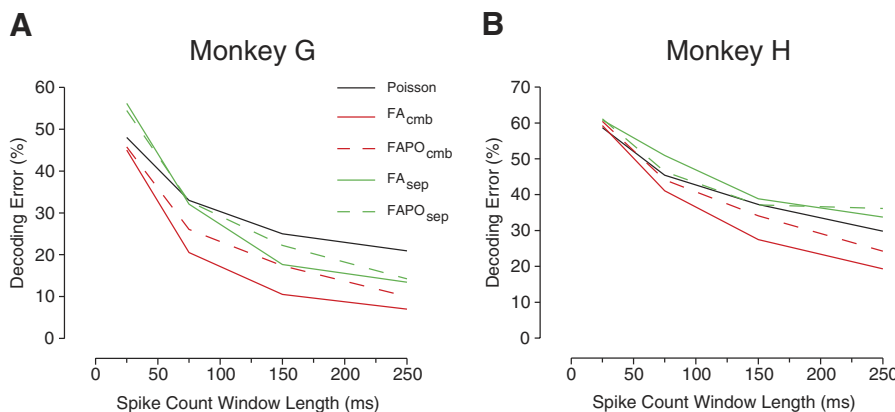 A
Monkey G
Decoding Error (%)
60
50
40
30
20
10
0
0 50 100 150 200 250
Spike Count Window Length (ms)
Poisson
FAcmb
FAPOcmb
FAsep
FAPOsep
B
Monkey H
Decoding Error (%)
70
60
50
40
30
20
10
0
0 50 100 150 200 250
Spike Count Window Length (ms)